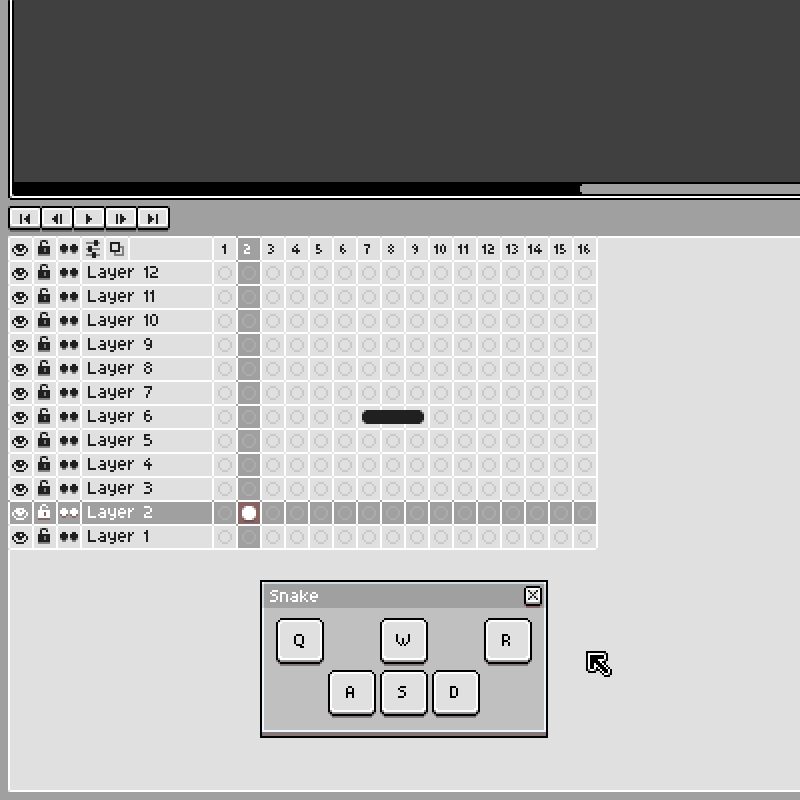 1 2 3 4 5 6 7 8 9 10 11 12 13 14 15 16
Layer 12
Layer 11
Layer 10
Layer 9
Layer 8
Layer 7
Layer 6
Layer 5
Layer 4
Layer 3
Layer 2
Layer 1
Snake
Q W R
A S D